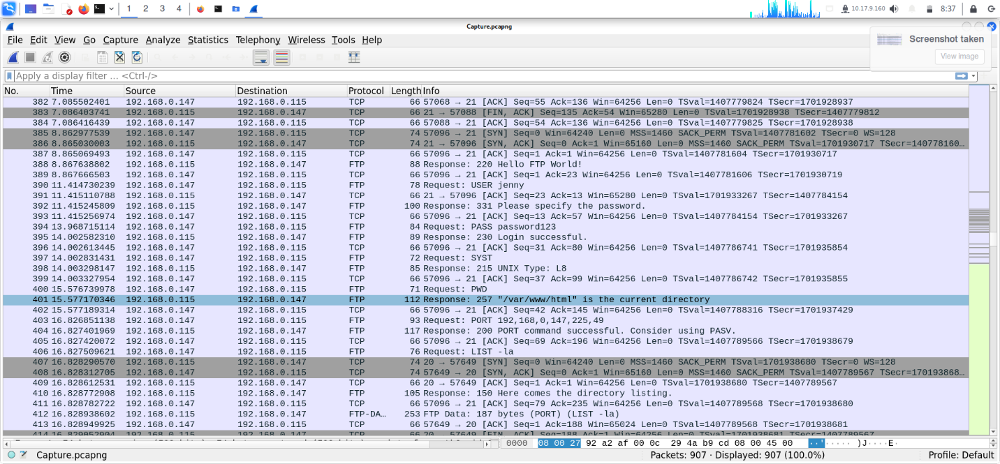 1 2 3 4 10.17.9.160 8:37
Capture.pcapng
Screenshot taken
View image
File Edit View Go Capture Analyze Statistics Telephony Wireless Tools Help
Apply a display filter ... <Ctrl-/>
No. Time Source Destination Protocol Length Info
382 7.085502401 192.168.0.147 192.168.0.115 TCP 66 57068 → 21 [ACK] Seq=55 Ack=136 Win=64256 Len=0 TSval=1407779824 TSecr=1701928937
383 7.086403741 192.168.0.115 192.168.0.147 TCP 66 21 → 57088 [FIN, ACK] Seq=135 Ack=54 Win=65280 Len=0 TSval=1701928938 TSecr=1407779812
384 7.086416439 192.168.0.147 192.168.0.115 TCP 66 57088 → 21 [ACK] Seq=54 Ack=136 Win=64256 Len=0 TSval=1407779825 TSecr=1701928938
385 8.862977539 192.168.0.147 192.168.0.115 TCP 74 57096 → 21 [SYN] Seq=0 Win=64240 Len=0 MSS=1460 SACK_PERM TSval=1407781602 TSecr=0 WS=128
386 8.865030003 192.168.0.115 192.168.0.147 TCP 74 21 → 57096 [SYN, ACK] Seq=0 Ack=1 Win=65160 Len=0 MSS=1460 SACK_PERM TSval=1701930717 TSecr=140778160…
387 8.865069493 192.168.0.147 192.168.0.115 TCP 66 57096 → 21 [ACK] Seq=1 Ack=1 Win=64256 Len=0 TSval=1407781604 TSecr=1701930717
388 8.867638802 192.168.0.115 192.168.0.147 FTP 88 Response: 220 Hello FTP World!
389 8.867666503 192.168.0.147 192.168.0.115 TCP 66 57096 → 21 [ACK] Seq=1 Ack=23 Win=64256 Len=0 TSval=1407781606 TSecr=1701930719
390 11.414730239 192.168.0.147 192.168.0.115 FTP 78 Request: USER jenny
391 11.415110788 192.168.0.115 192.168.0.147 TCP 66 21 → 57096 [ACK] Seq=23 Ack=13 Win=65280 Len=0 TSval=1701933267 TSecr=1407784154
392 11.415245809 192.168.0.115 192.168.0.147 FTP 100 Response: 331 Please specify the password.
393 11.415256974 192.168.0.147 192.168.0.115 TCP 66 57096 → 21 [ACK] Seq=13 Ack=57 Win=64256 Len=0 TSval=1407784154 TSecr=1701933267
394 13.968715114 192.168.0.147 192.168.0.115 FTP 84 Request: PASS password123
395 14.002582310 192.168.0.115 192.168.0.147 FTP 89 Response: 230 Login successful.
396 14.002613445 192.168.0.147 192.168.0.115 TCP 66 57096 → 21 [ACK] Seq=31 Ack=80 Win=64256 Len=0 TSval=1407786741 TSecr=1701935854
397 14.002831431 192.168.0.147 192.168.0.115 FTP 72 Request: SYST
398 14.003298147 192.168.0.115 192.168.0.147 FTP 85 Response: 215 UNIX Type: L8
399 14.003327954 192.168.0.147 192.168.0.115 TCP 66 57096 → 21 [ACK] Seq=37 Ack=99 Win=64256 Len=0 TSval=1407786742 TSecr=1701935855
400 15.576739978 192.168.0.147 192.168.0.115 FTP 71 Request: PWD
401 15.577170346 192.168.0.115 192.168.0.147 FTP 112 Response: 257 "/var/www/html" is the current directory
402 15.577189314 192.168.0.147 192.168.0.115 TCP 66 57096 → 21 [ACK] Seq=42 Ack=145 Win=64256 Len=0 TSval=1407788316 TSecr=1701937429
403 16.826851138 192.168.0.147 192.168.0.115 FTP 93 Request: PORT 192,168,0,147,225,49
404 16.827401969 192.168.0.115 192.168.0.147 FTP 117 Response: 200 PORT command successful. Consider using PASV.
405 16.827420072 192.168.0.147 192.168.0.115 TCP 66 57096 → 21 [ACK] Seq=69 Ack=196 Win=64256 Len=0 TSval=1407789566 TSecr=1701938679
406 16.827509621 192.168.0.147 192.168.0.115 FTP 76 Request: LIST -la
407 16.828290570 192.168.0.115 192.168.0.147 TCP 74 20 → 57649 [SYN] Seq=0 Win=64240 Len=0 MSS=1460 SACK_PERM TSval=1701938680 TSecr=0 WS=128
408 16.828312705 192.168.0.147 192.168.0.115 TCP 74 57649 → 20 [SYN, ACK] Seq=0 Ack=1 Win=65160 Len=0 MSS=1460 SACK_PERM TSval=1407789567 TSecr=170193868…
409 16.828612531 192.168.0.115 192.168.0.147 TCP 66 20 → 57649 [ACK] Seq=1 Ack=1 Win=64256 Len=0 TSval=1701938680 TSecr=1407789567
410 16.828772908 192.168.0.115 192.168.0.147 FTP 105 Response: 150 Here comes the directory listing.
411 16.828782722 192.168.0.147 192.168.0.115 TCP 66 57096 → 21 [ACK] Seq=79 Ack=235 Win=64256 Len=0 TSval=1407789568 TSecr=1701938680
412 16.828938602 192.168.0.115 192.168.0.147 FTP-DA… 253 FTP Data: 187 bytes (PORT) (LIST -la)
413 16.828949925 192.168.0.147 192.168.0.115 TCP 66 57649 → 20 [ACK] Seq=1 Ack=188 Win=65024 Len=0 TSval=1407789568 TSecr=1701938681
414 16.829052904 192.168.0.115 192.168.0.147 TCP 66 20 → 57649 [FIN, ACK] Seq=188 Ack=1 Win=64256 Len=0 TSval=1701938681 TSecr=1407789567
0000 08 00 27 92 a2 af 00 0c 29 4a b9 cd 08 00 45 00 ··'····· )J····E·
Capture.pcapng Packets: 907 · Displayed: 907 (100.0%) Profile: Default